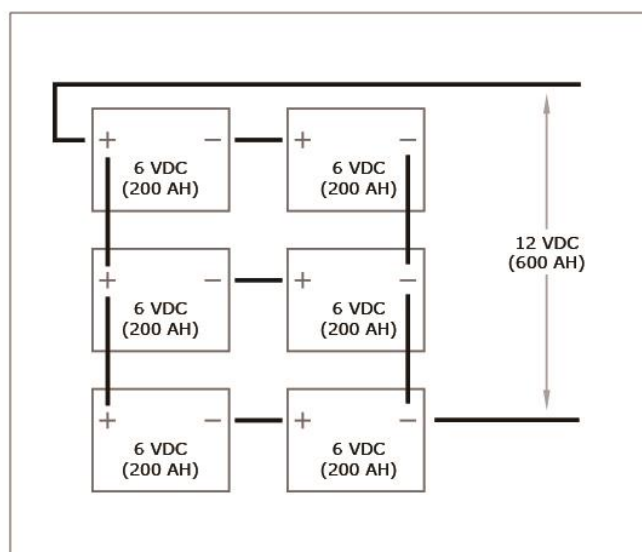 + − + −
6 VDC
(200 AH)
6 VDC
(200 AH)
12 VDC
(600 AH)
+ − + −
6 VDC
(200 AH)
6 VDC
(200 AH)
+ − + −
6 VDC
(200 AH)
6 VDC
(200 AH)